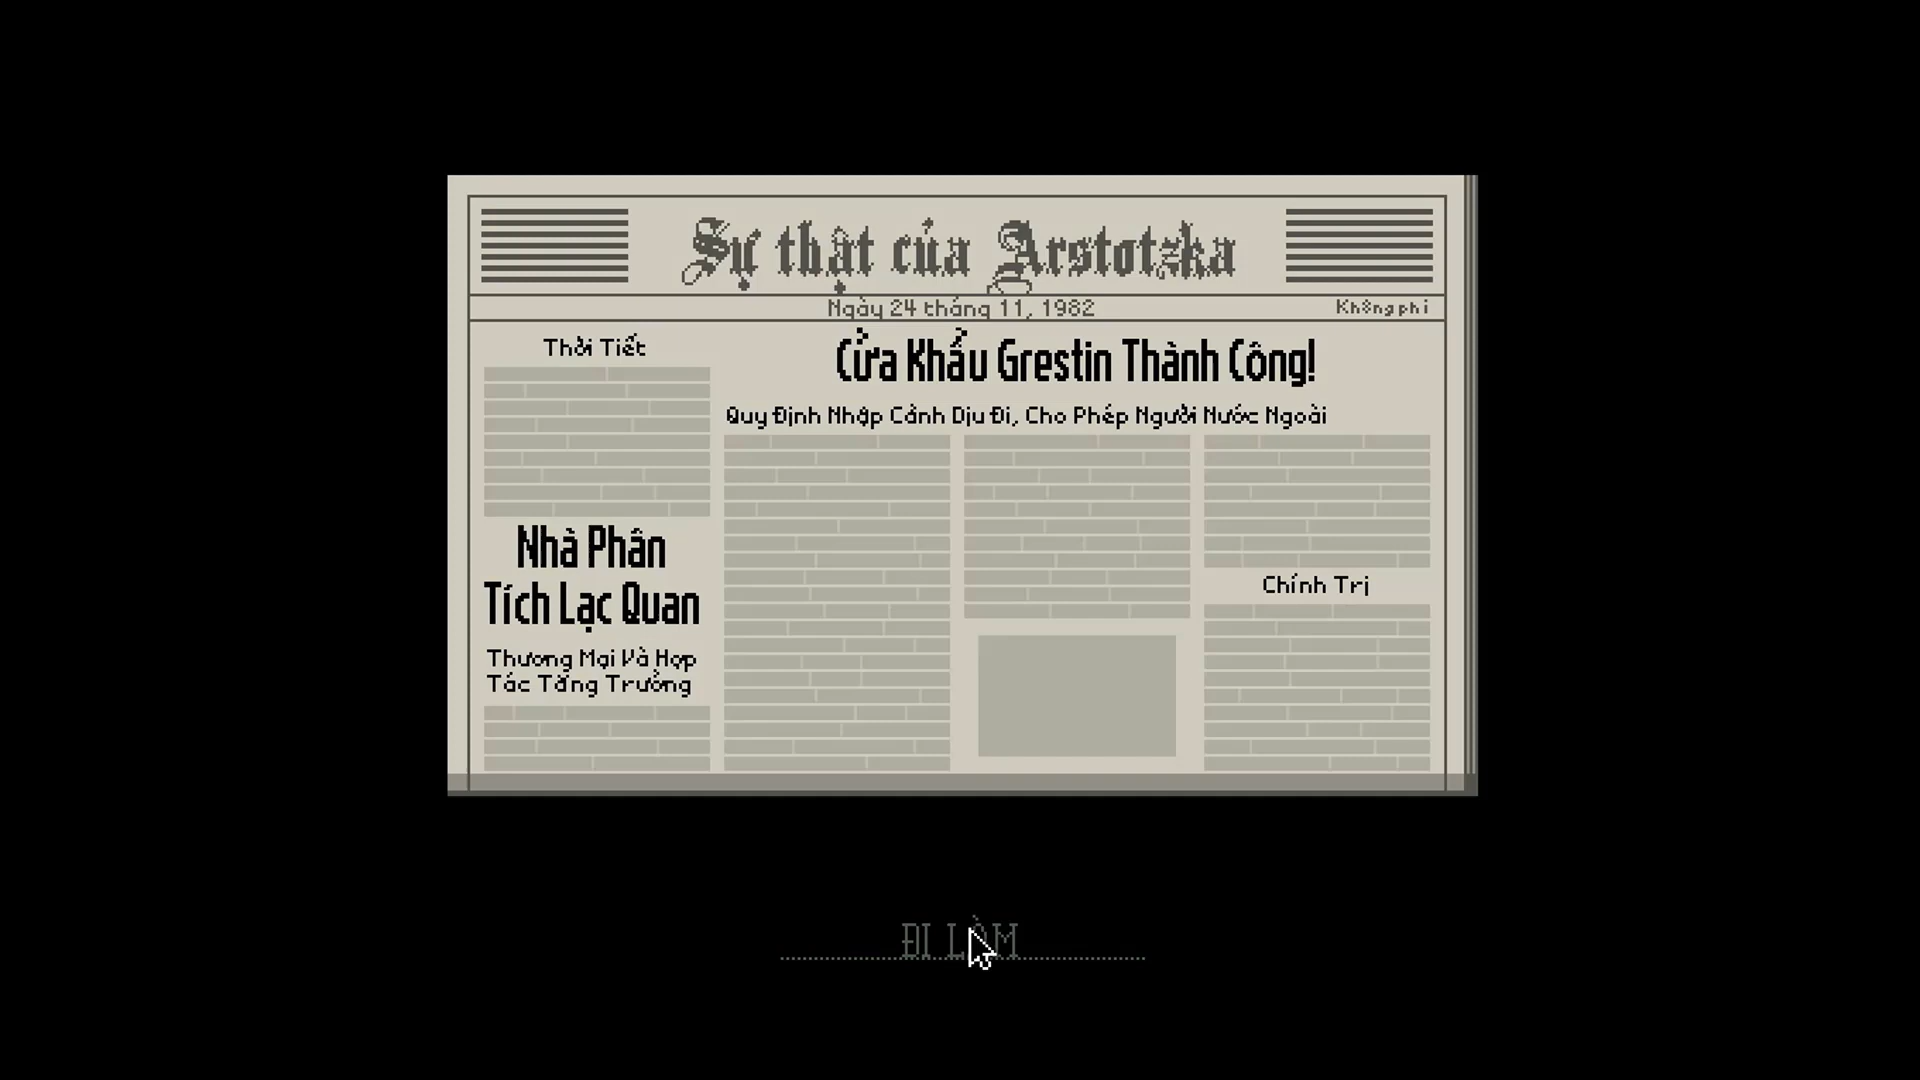 Sự thật của Arstotzka
Ngày 24 tháng 11, 1982
Không phí
Thời Tiết
Cửa Khẩu Grestin Thành Công!
Quy Định Nhập Cảnh Dịu Đi, Cho Phép Người Nước Ngoài
Nhà Phân
Tích Lạc Quan
Thương Mại Và Hợp
Tác Tăng Trưởng
Chính Trị
ĐI LÀM